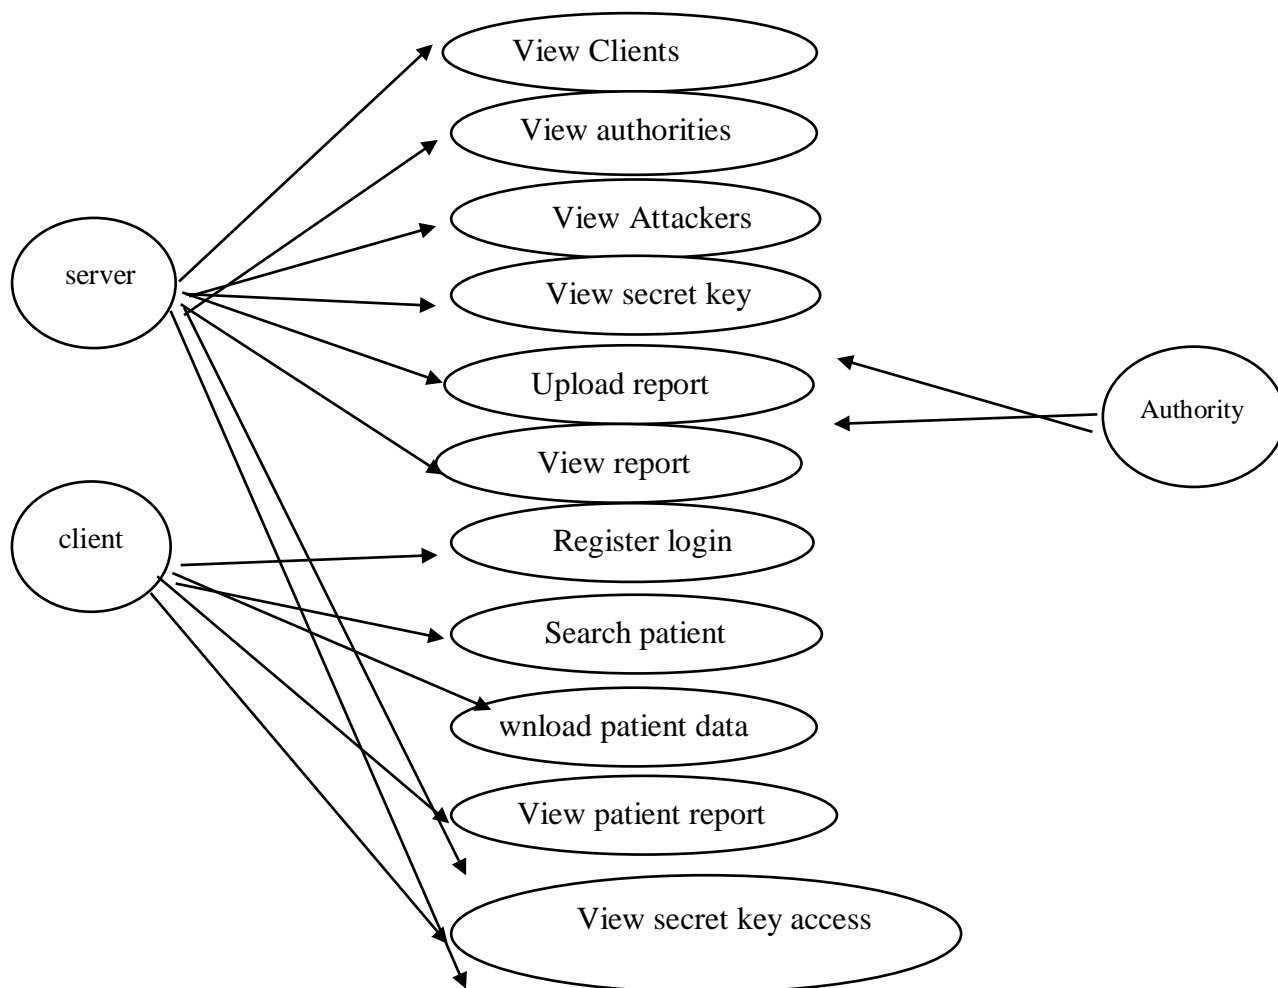 View Clients
View authorities
View Attackers
server
View secret key
Upload report
Authority
View report
client
Register login
Search patient
wnload patient data
View patient report
View secret key access